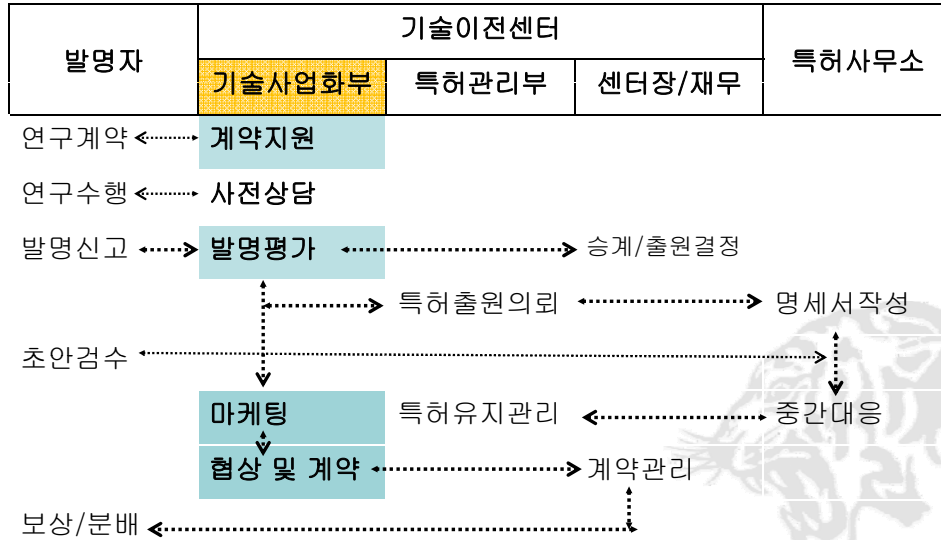 발명자
기술이전센터
특허사무소
기술사업화부 특허관리부 센터장/재무
연구계약 계약지원
연구수행 사전상담
발명신고 발명평가 승계/출원결정
특허출원의뢰 명세서작성
초안검수
마케팅 특허유지관리 중간대응
협상 및 계약 계약관리
보상/분배